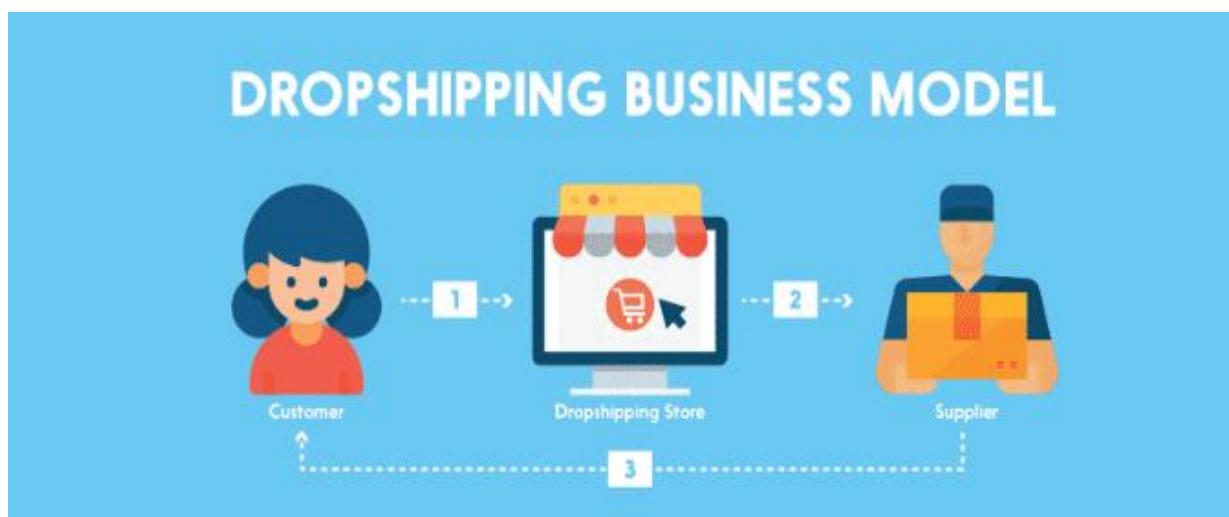 DROPSHIPPING BUSINESS MODEL
1
2
Customer
Dropshipping Store
Supplier
3